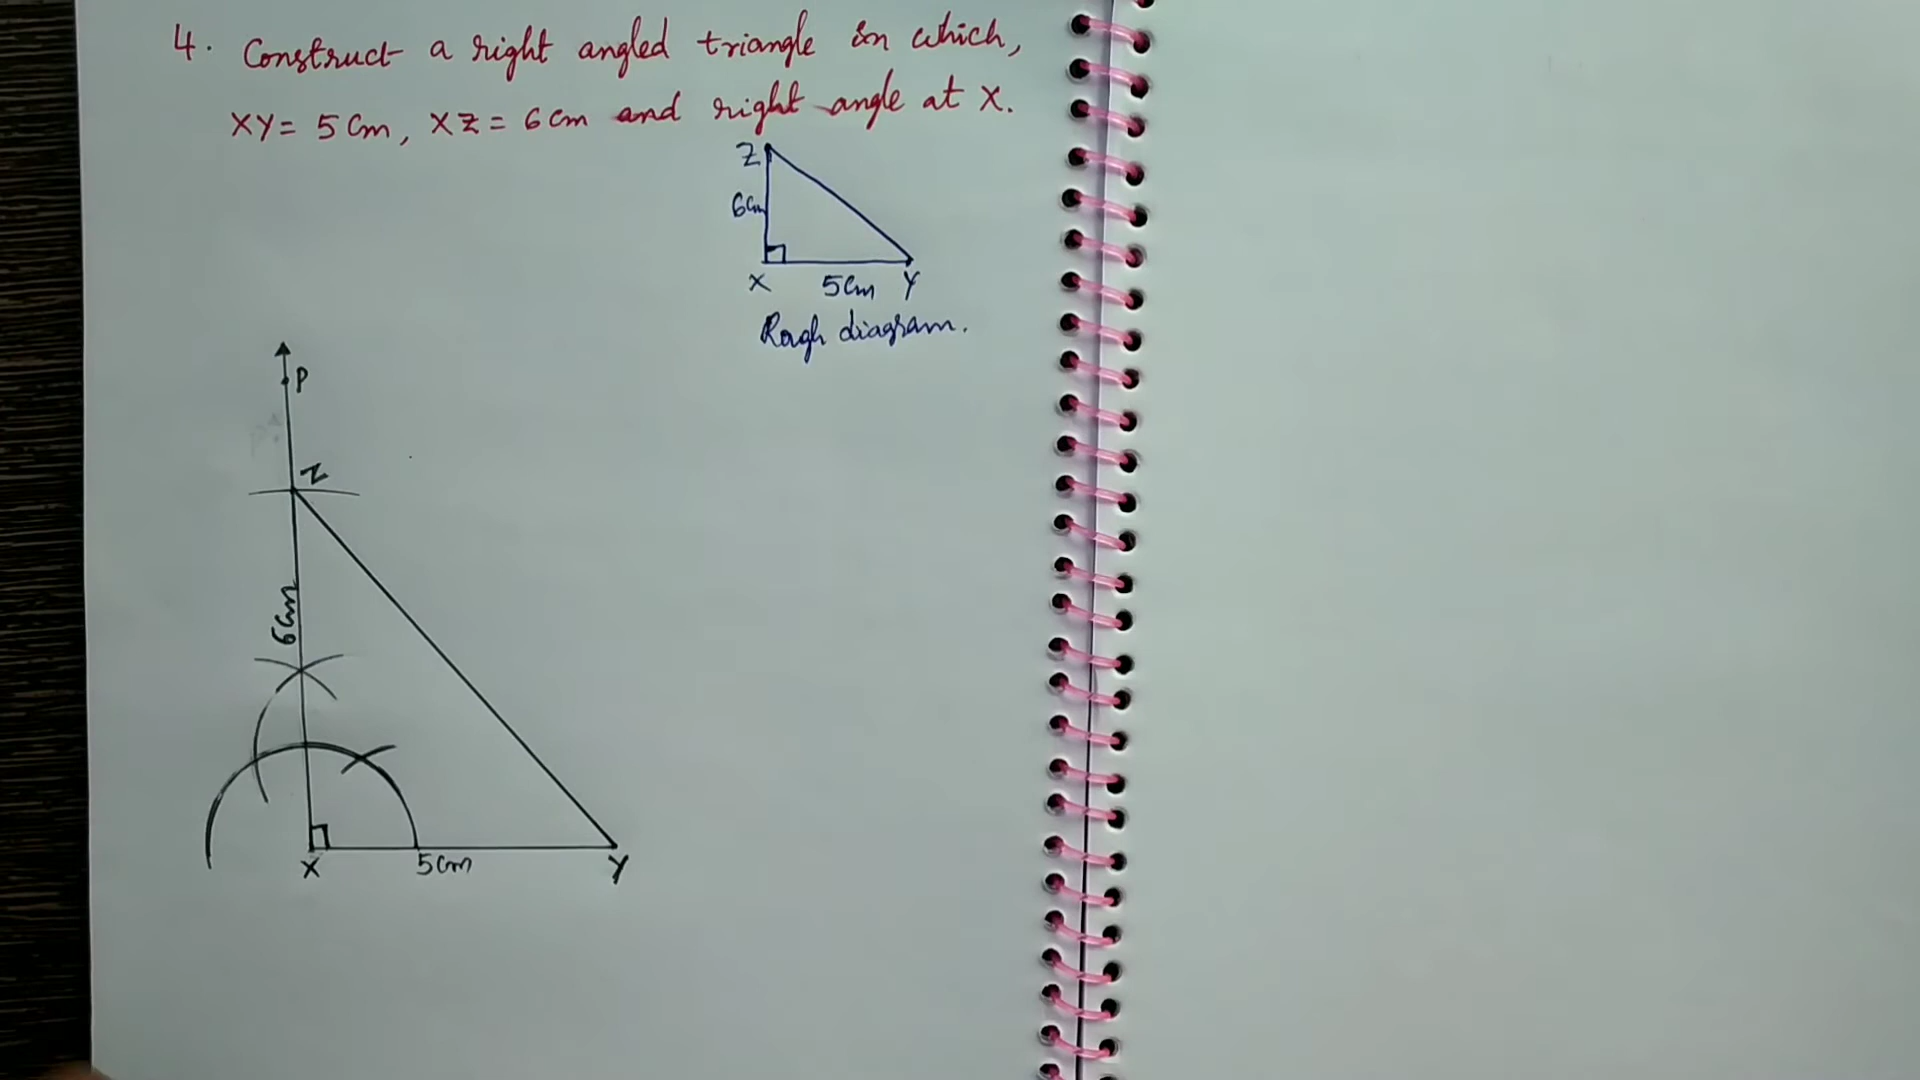 4. Construct a right angled triangle in which,
XY = 5 cm, XZ = 6 cm and right angle at X.
Z
6cm
X 5cm Y
Rough diagram.
P
Z
6cm
X 5cm Y